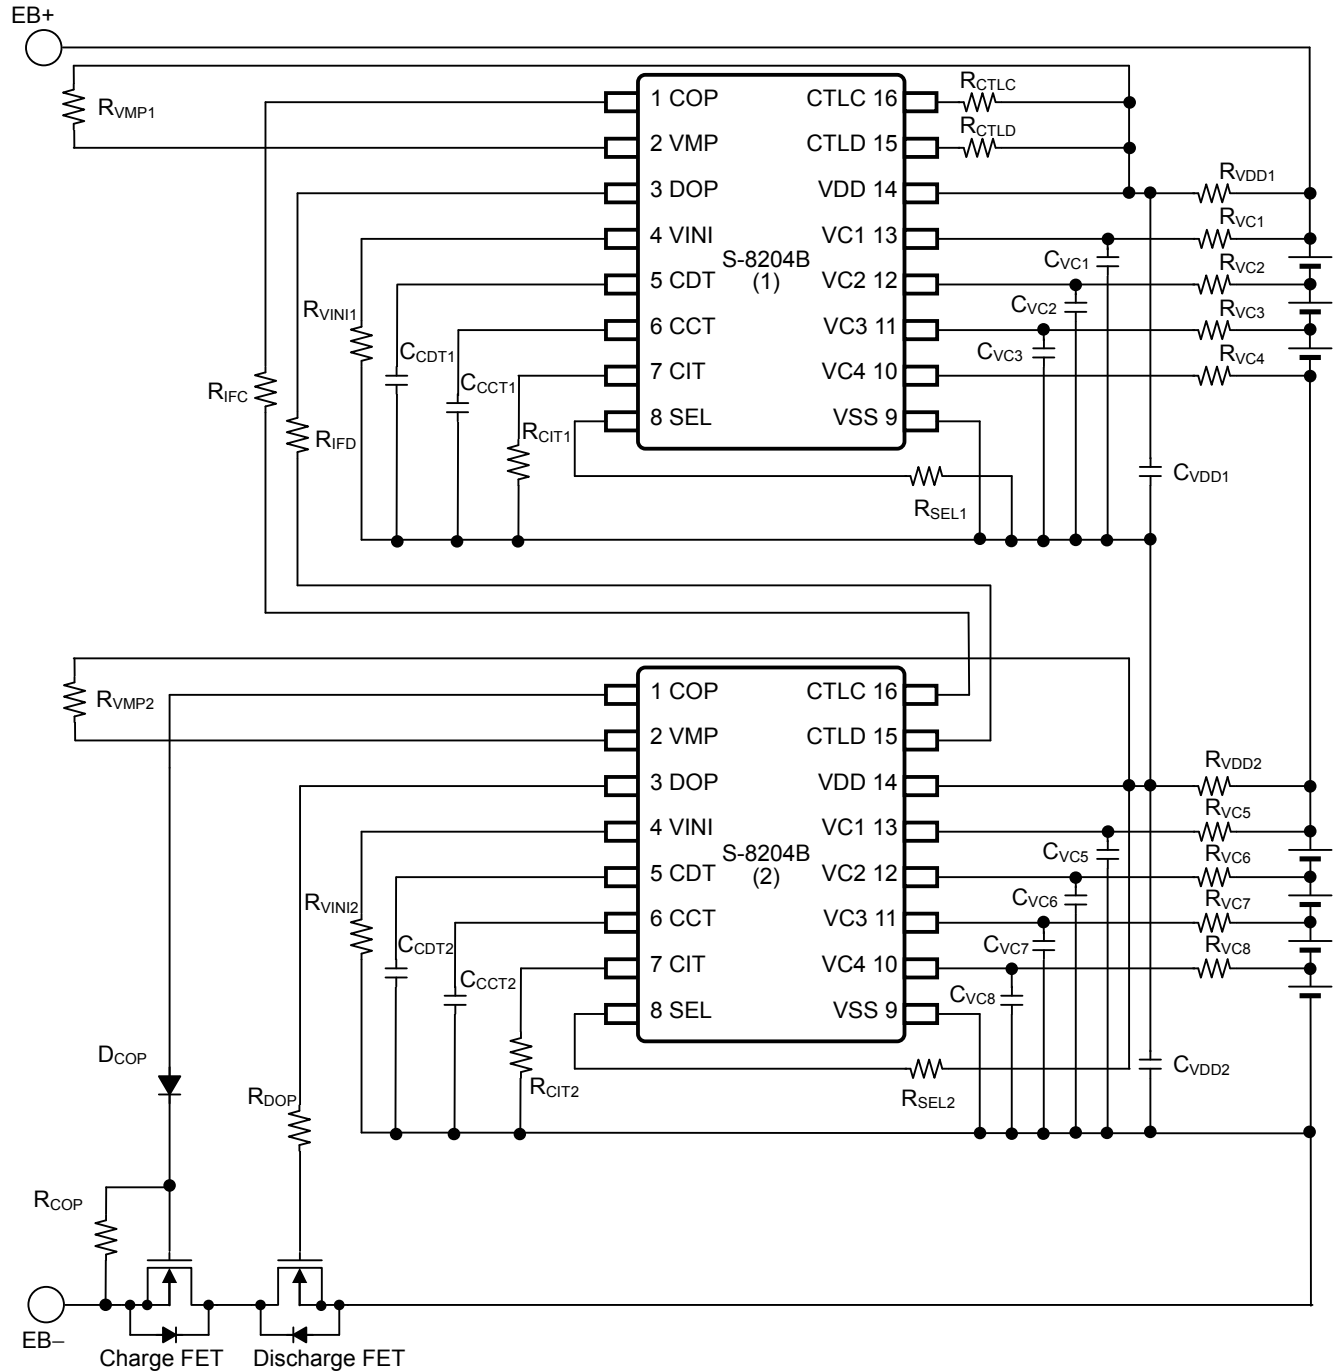 EB+
RVMP1
1 COP
CTLC 16
RCTLC
2 VMP
CTLD 15
RCTLD
3 DOP
VDD 14
RVDD1
4 VINI
VC1 13
RVC1
S-8204B
(1)
5 CDT
VC2 12
CVC1
RVC2
RVINI1
6 CCT
VC3 11
CVC2
RVC3
CCDT1
7 CIT
VC4 10
CVC3
RVC4
CCCT1
RIFC
8 SEL
VSS 9
RIFD
RCIT1
CVDD1
RSEL1
RVMP2
1 COP
CTLC 16
2 VMP
CTLD 15
3 DOP
VDD 14
RVDD2
4 VINI
VC1 13
RVC5
S-8204B
(2)
5 CDT
VC2 12
CVC5
RVC6
RVINI2
6 CCT
VC3 11
CVC6
RVC7
CCDT2
7 CIT
VC4 10
CVC7
RVC8
CCCT2
8 SEL
VSS 9
CVC8
DCOP
RDOP
RCIT2
RSEL2
CVDD2
RCOP
EB−
Charge FET
Discharge FET